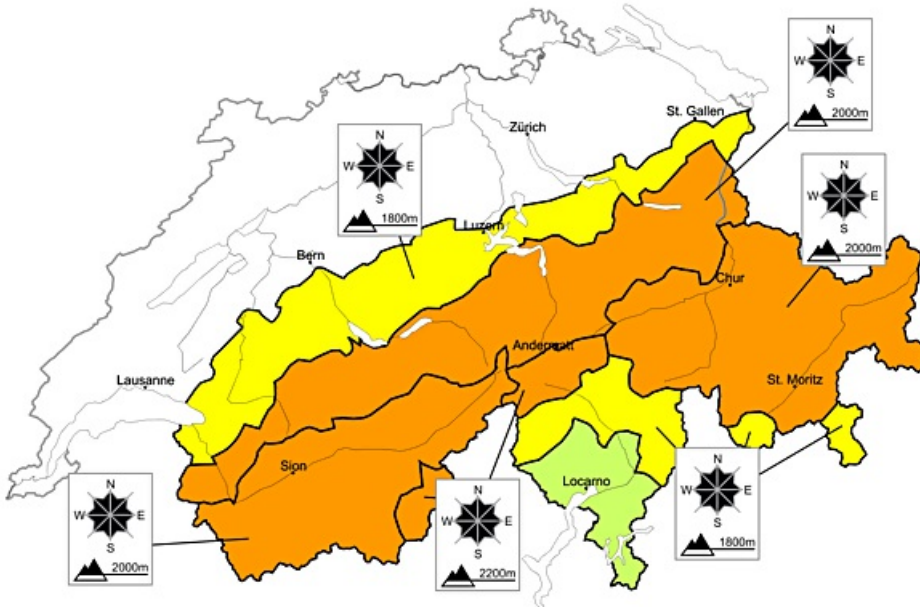 N
W E
S
2000m
St. Gallen
Zürich
N
W E
S
1800m
N
W E
S
2000m
Luzern
Bern
Chur
Andermatt
Lausanne
St. Moritz
Sion
Locarno
N
W E
S
2000m
N
W E
S
2200m
N
W E
S
1800m